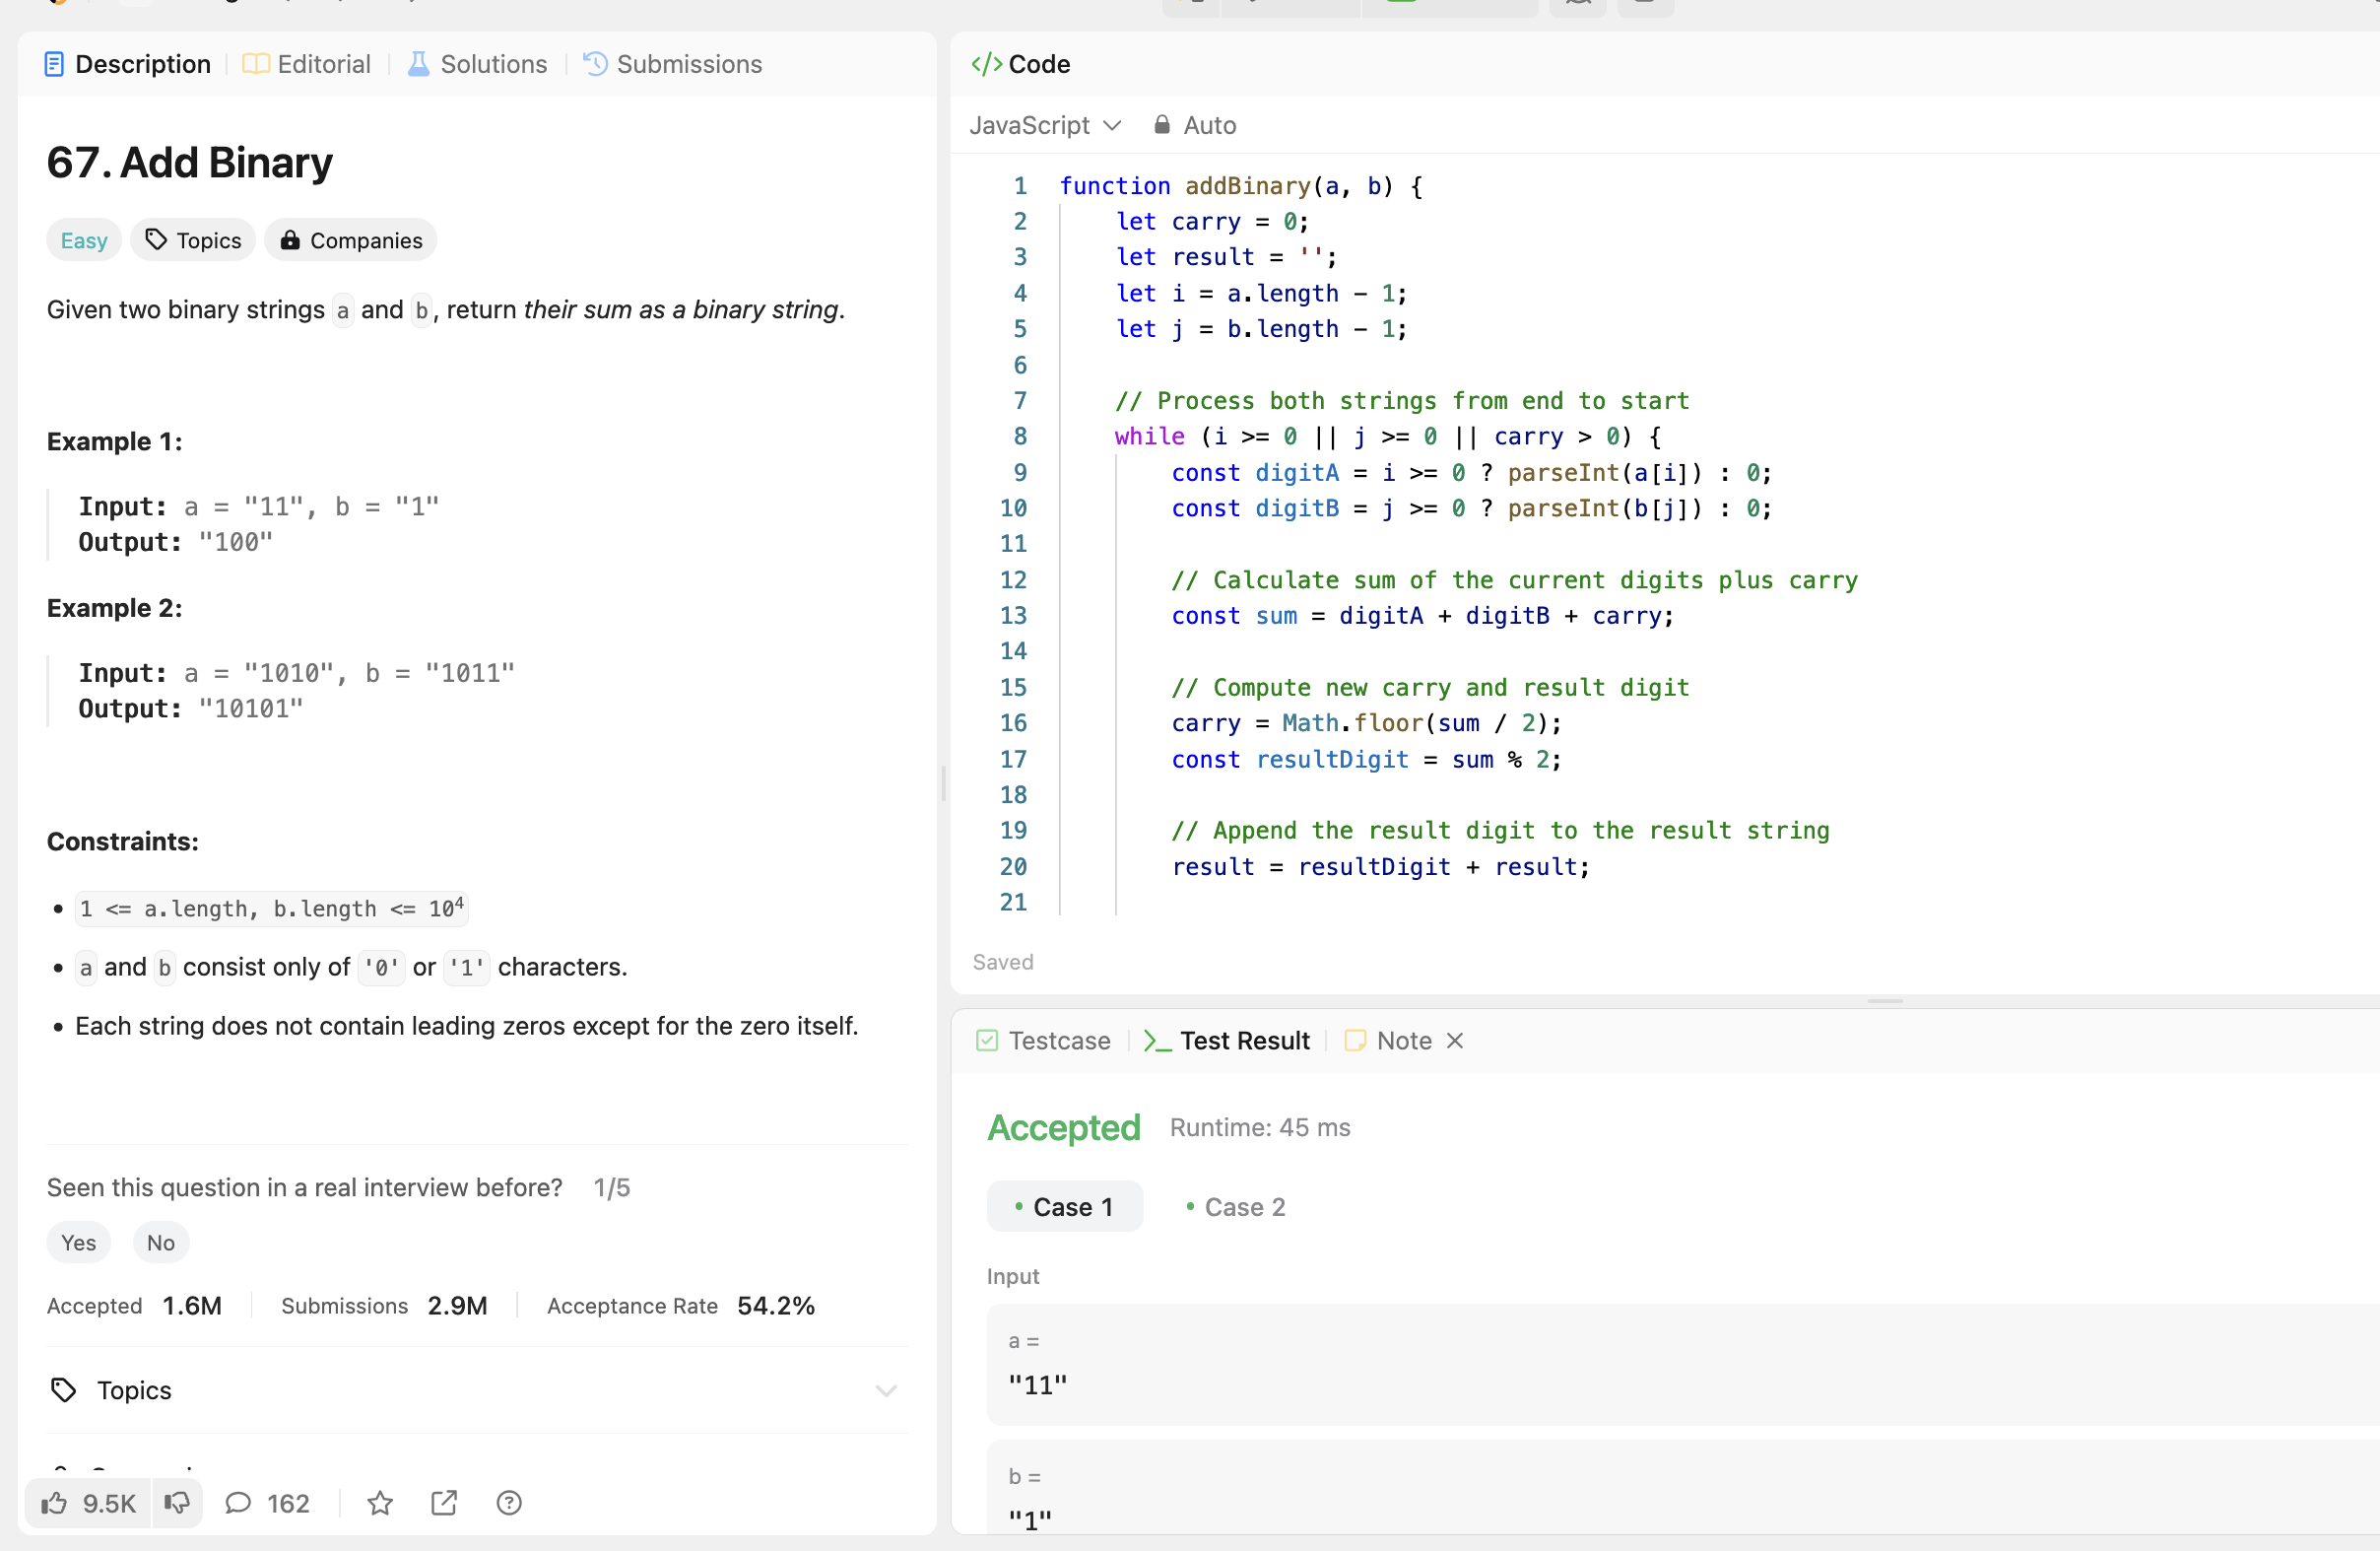 Description
Editorial
Solutions
Submissions
67. Add Binary
Easy
Topics
Companies
Given two binary strings a and b, return their sum as a binary string.
Example 1:
Input: a = "11", b = "1"
Output: "100"
Example 2:
Input: a = "1010", b = "1011"
Output: "10101"
Constraints:
• 1 <= a.length, b.length <= 10⁴
• a and b consist only of '0' or '1' characters.
• Each string does not contain leading zeros except for the zero itself.
Seen this question in a real interview before? 1/5
Yes No
Accepted 1.6M Submissions 2.9M Acceptance Rate 54.2%
Topics
9.5K 162
</> Code
JavaScript Auto
1 function addBinary(a, b) {
2     let carry = 0;
3     let result = '';
4     let i = a.length - 1;
5     let j = b.length - 1;
6
7     // Process both strings from end to start
8     while (i >= 0 || j >= 0 || carry > 0) {
9         const digitA = i >= 0 ? parseInt(a[i]) : 0;
10         const digitB = j >= 0 ? parseInt(b[j]) : 0;
11
12         // Calculate sum of the current digits plus carry
13         const sum = digitA + digitB + carry;
14
15         // Compute new carry and result digit
16         carry = Math.floor(sum / 2);
17         const resultDigit = sum % 2;
18
19         // Append the result digit to the result string
20         result = resultDigit + result;
21
Saved
Testcase
Test Result
Note
Accepted Runtime: 45 ms
• Case 1 • Case 2
Input
a =
"11"
b =
"1"